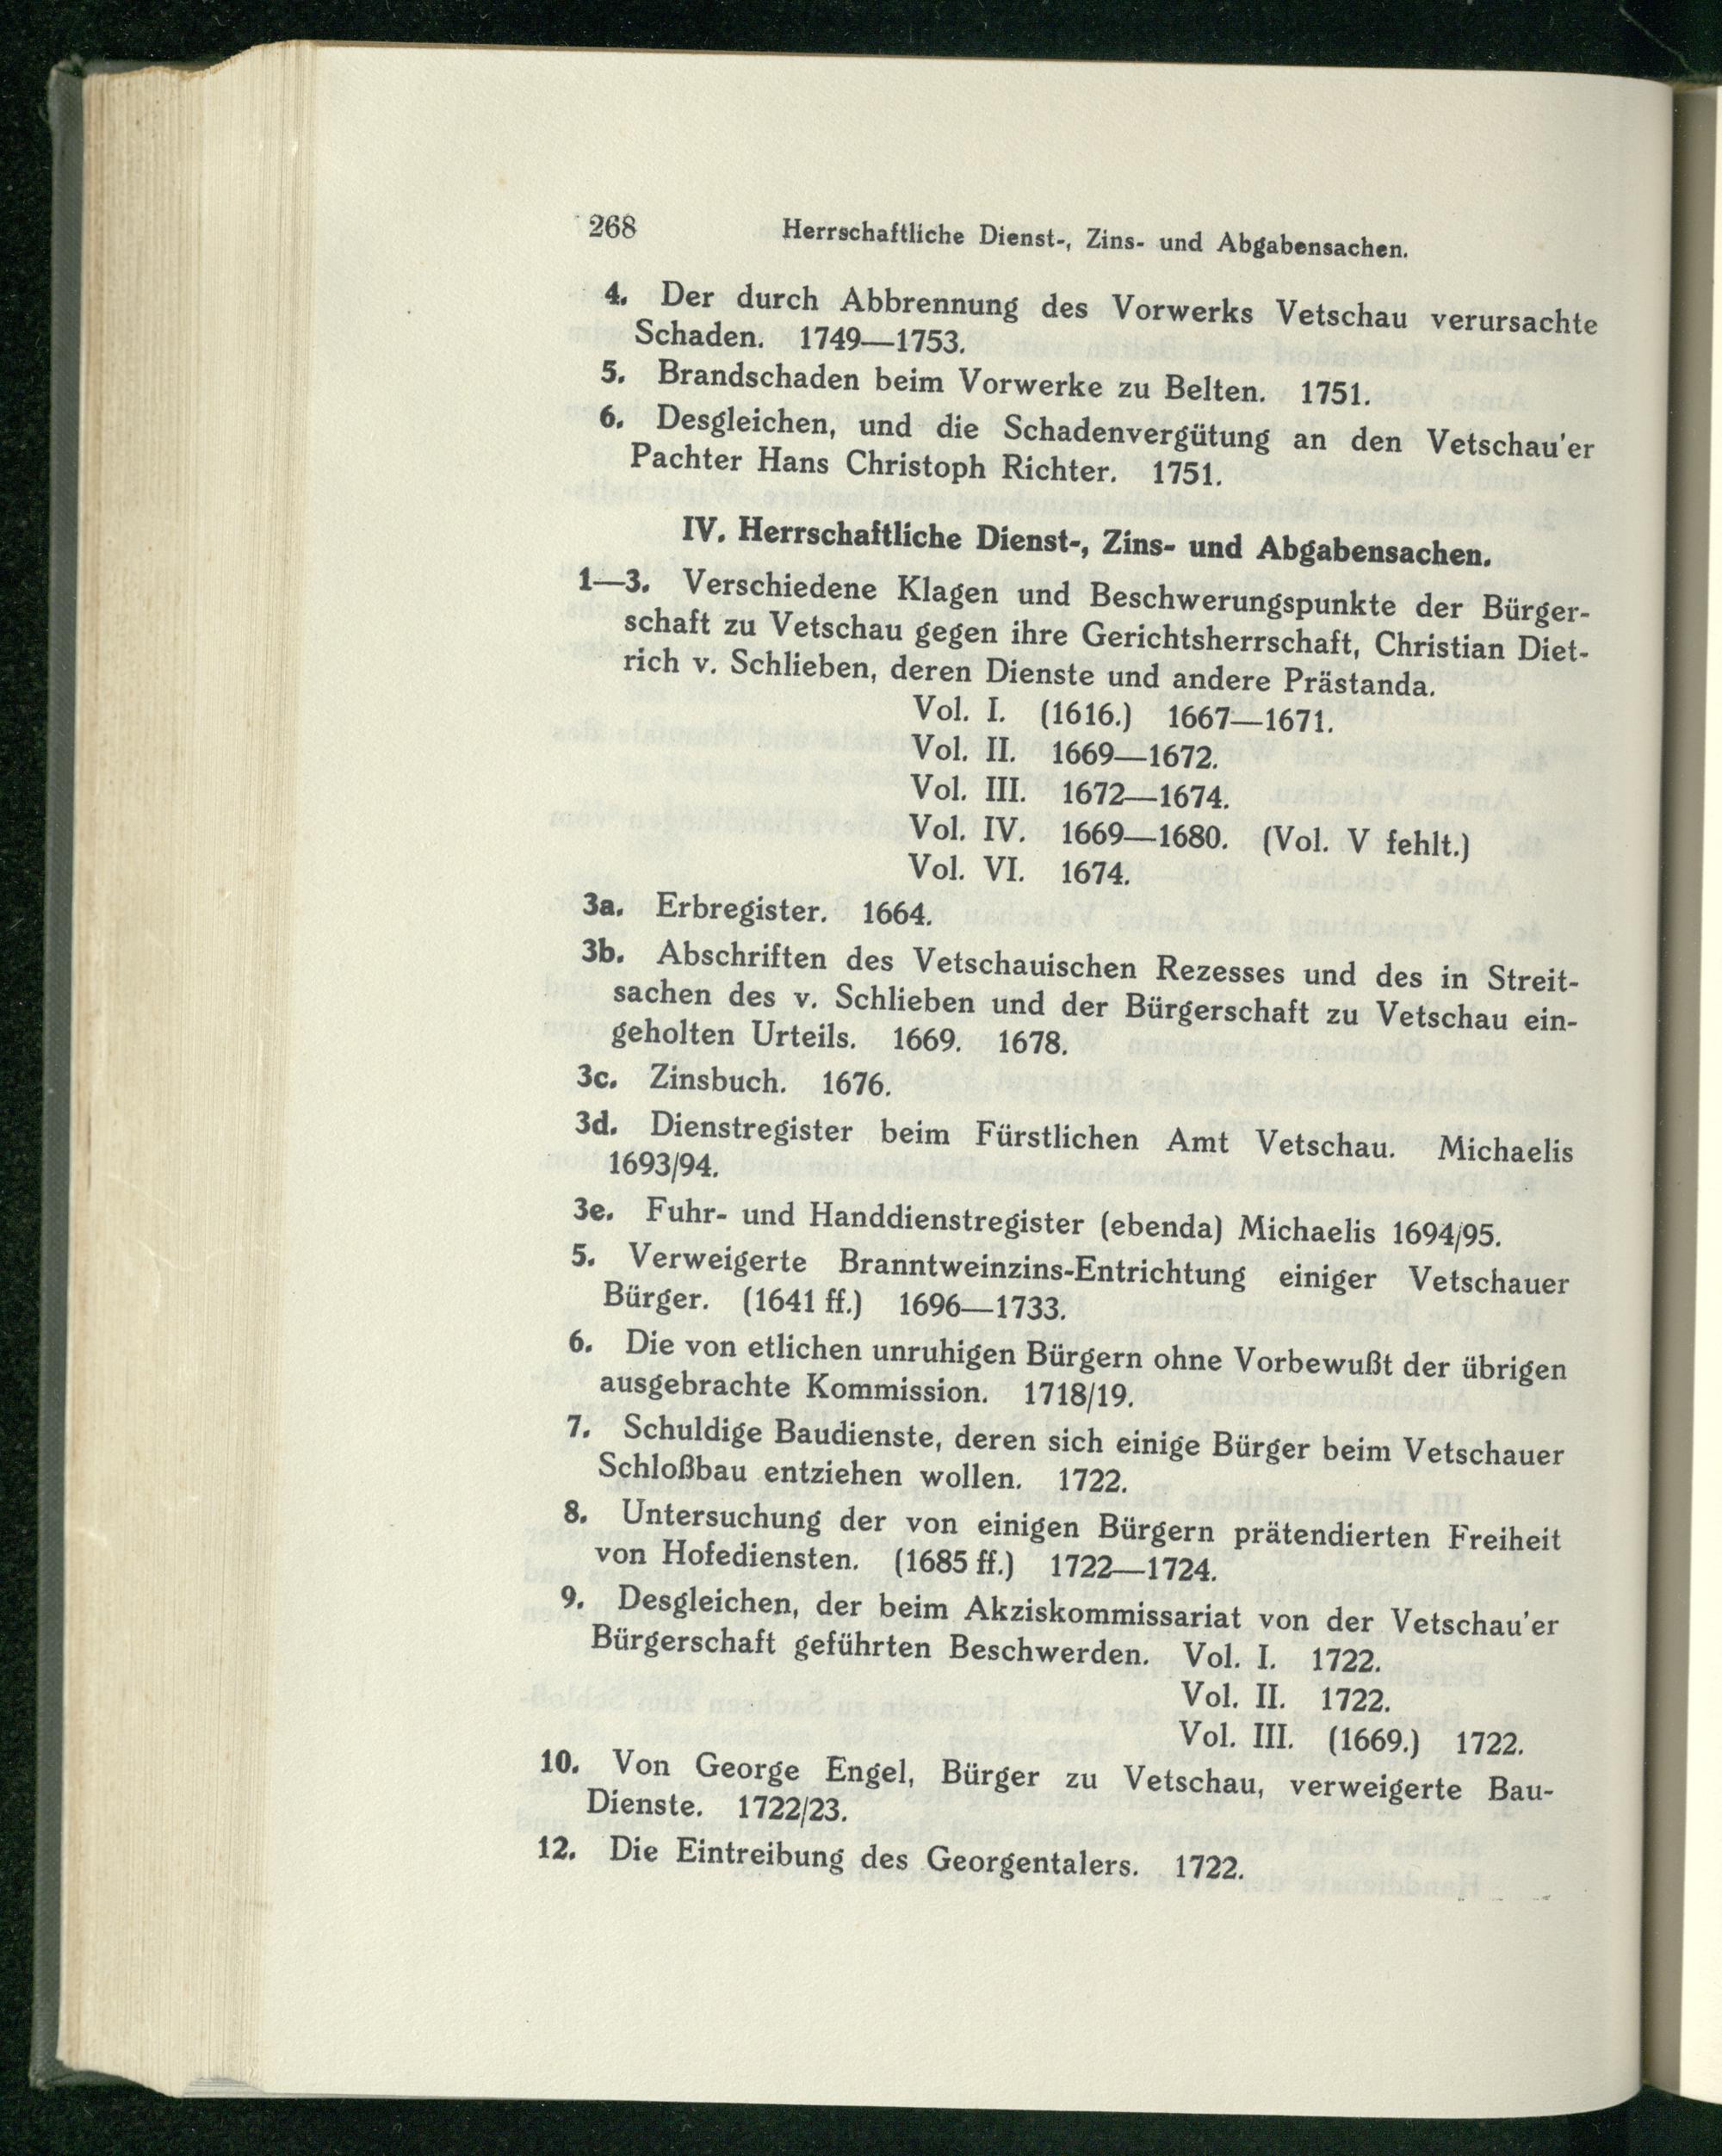 268 Herrschaftliche Dienst-, Zins- und Abgabensachen.
4. Der durch Abbrennung des Vorwerks Vetschau verursachte
Schaden. 1749—1753.
5. Brandschaden beim Vorwerke zu Belten. 1751.
6. Desgleichen, und die Schadenvergütung an den Vetschau'er
Pachter Hans Christoph Richter. 1751.
IV. Herrschaftliche Dienst-, Zins- und Abgabensachen.
1—3. Verschiedene Klagen und Beschwerungspunkte der Bürger-
schaft zu Vetschau gegen ihre Gerichtsherrschaft, Christian Diet-
rich v. Schlieben, deren Dienste und andere Prästanda.
Vol. I. (1616.) 1667—1671.
Vol. II. 1669—1672.
Vol. III. 1672—1674.
Vol. IV. 1669—1680. (Vol. V fehlt.)
Vol. VI. 1674.
3a. Erbregister. 1664.
3b. Abschriften des Vetschauischen Rezesses und des in Streit-
sachen des v. Schlieben und der Bürgerschaft zu Vetschau ein-
geholten Urteils. 1669. 1678.
3c. Zinsbuch. 1676.
3d. Dienstregister beim Fürstlichen Amt Vetschau. Michaelis
1693/94.
3e. Fuhr- und Handdienstregister (ebenda) Michaelis 1694/95.
5. Verweigerte Branntweinzins-Entrichtung einiger Vetschauer
Bürger. (1641 ff.) 1696—1733.
6. Die von etlichen unruhigen Bürgern ohne Vorbewußt der übrigen
ausgebrachte Kommission. 1718/19.
7. Schuldige Baudienste, deren sich einige Bürger beim Vetschauer
Schloßbau entziehen wollen. 1722.
8. Untersuchung der von einigen Bürgern prätendierten Freiheit
von Hofediensten. (1685 ff.) 1722—1724.
9. Desgleichen, der beim Akziskommissariat von der Vetschau'er
Bürgerschaft geführten Beschwerden. Vol. I. 1722.
Vol. II. 1722.
Vol. III. (1669.) 1722.
10. Von George Engel, Bürger zu Vetschau, verweigerte Bau-
Dienste. 1722/23.
12. Die Eintreibung des Georgentalers. 1722.